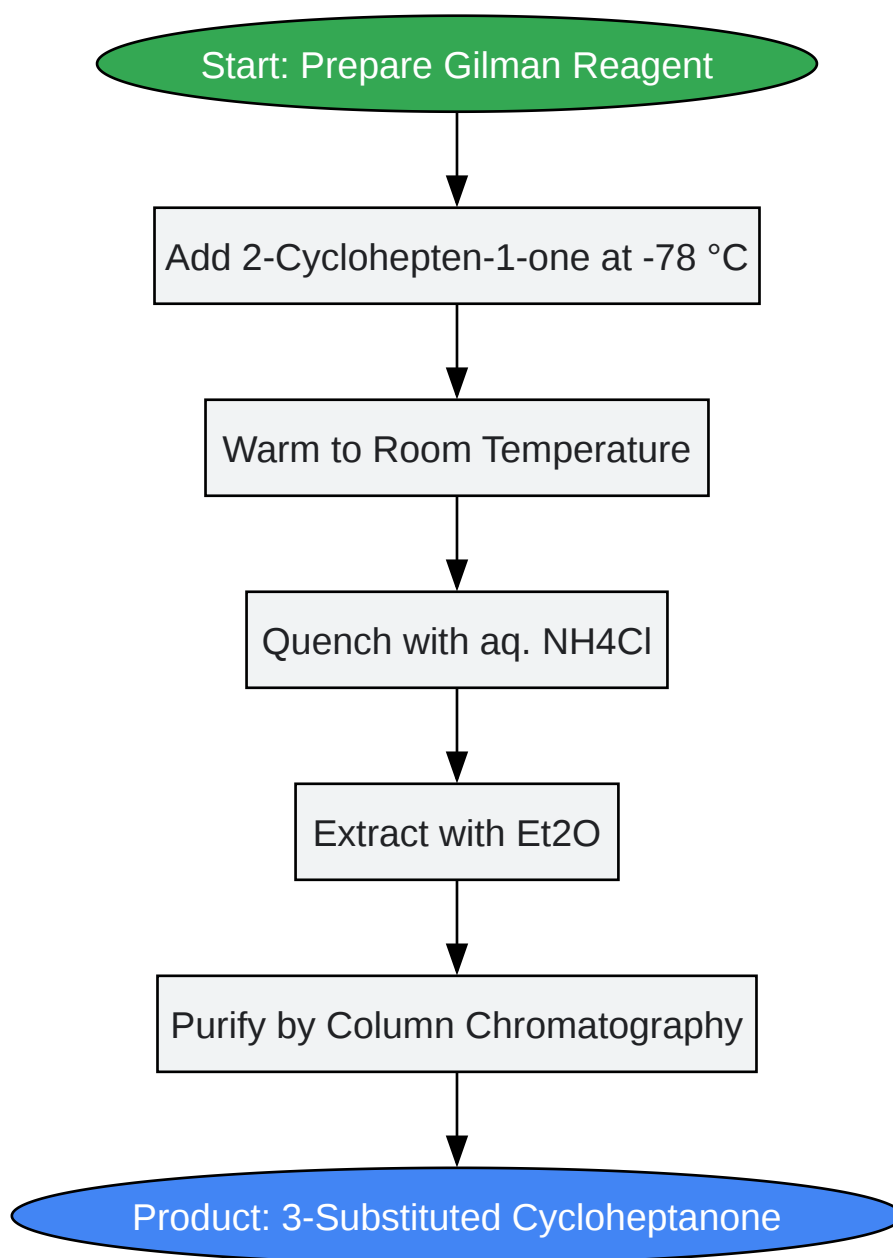 Start: Prepare Gilman Reagent
Add 2-Cyclohepten-1-one at -78 °C
Warm to Room Temperature
Quench with aq. NH4Cl
Extract with Et2O
Purify by Column Chromatography
Product: 3-Substituted Cycloheptanone